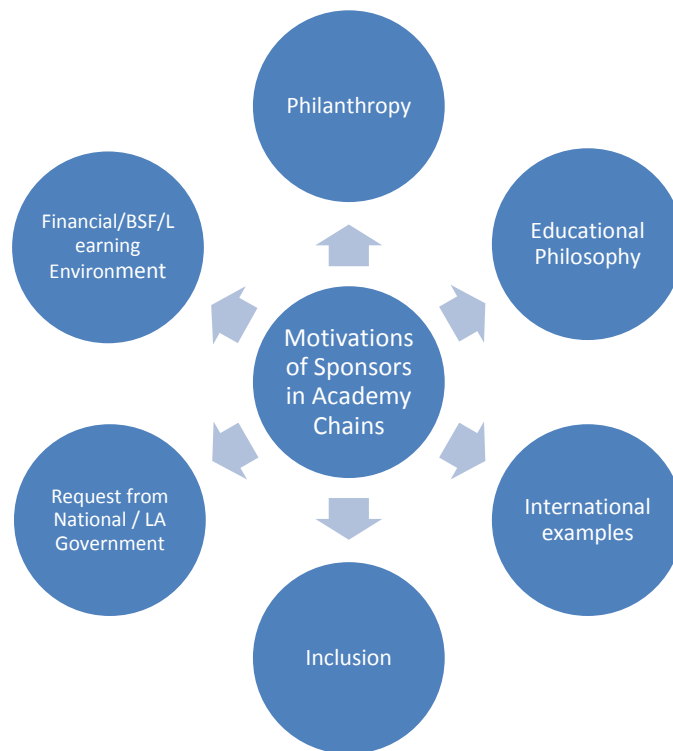 Philanthropy
Educational
Philosophy
International
examples
Inclusion
Request from
National / LA
Government
Financial/BSF/L
earning
Environment
Motivations
of Sponsors
in Academy
Chains